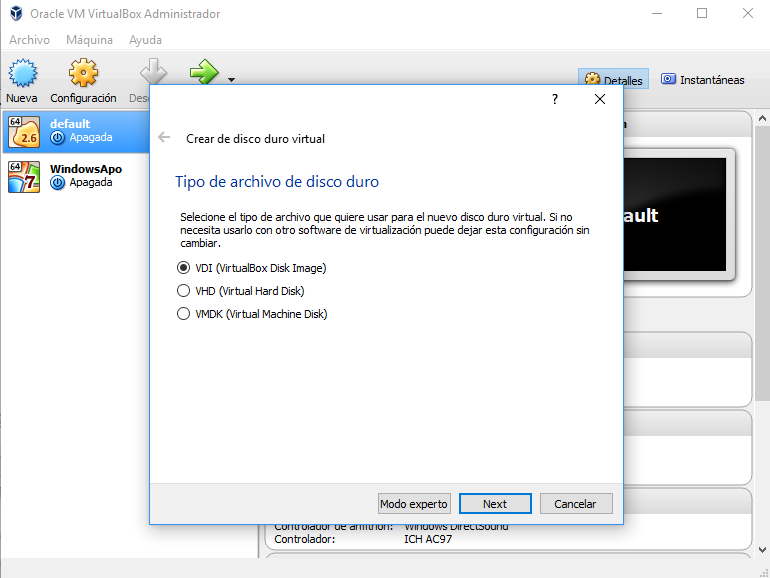 Oracle VM VirtualBox Administrador
Archivo Máquina Ayuda
Nueva Configuración Des
Detalles Instantáneas
64
2.6
default
Apagada
64
7
WindowsApo
Apagada
?
Crear de disco duro virtual
Tipo de archivo de disco duro
Selecione el tipo de archivo que quiere usar para el nuevo disco duro virtual. Si no
necesita usarlo con otro software de virtualización puede dejar esta configuración sin
cambiar.
VDI (VirtualBox Disk Image)
VHD (Virtual Hard Disk)
VMDK (Virtual Machine Disk)
Modo experto Next Cancelar
ault
Controlador de anfitrión: Windows DirectSound
Controlador: ICH AC97